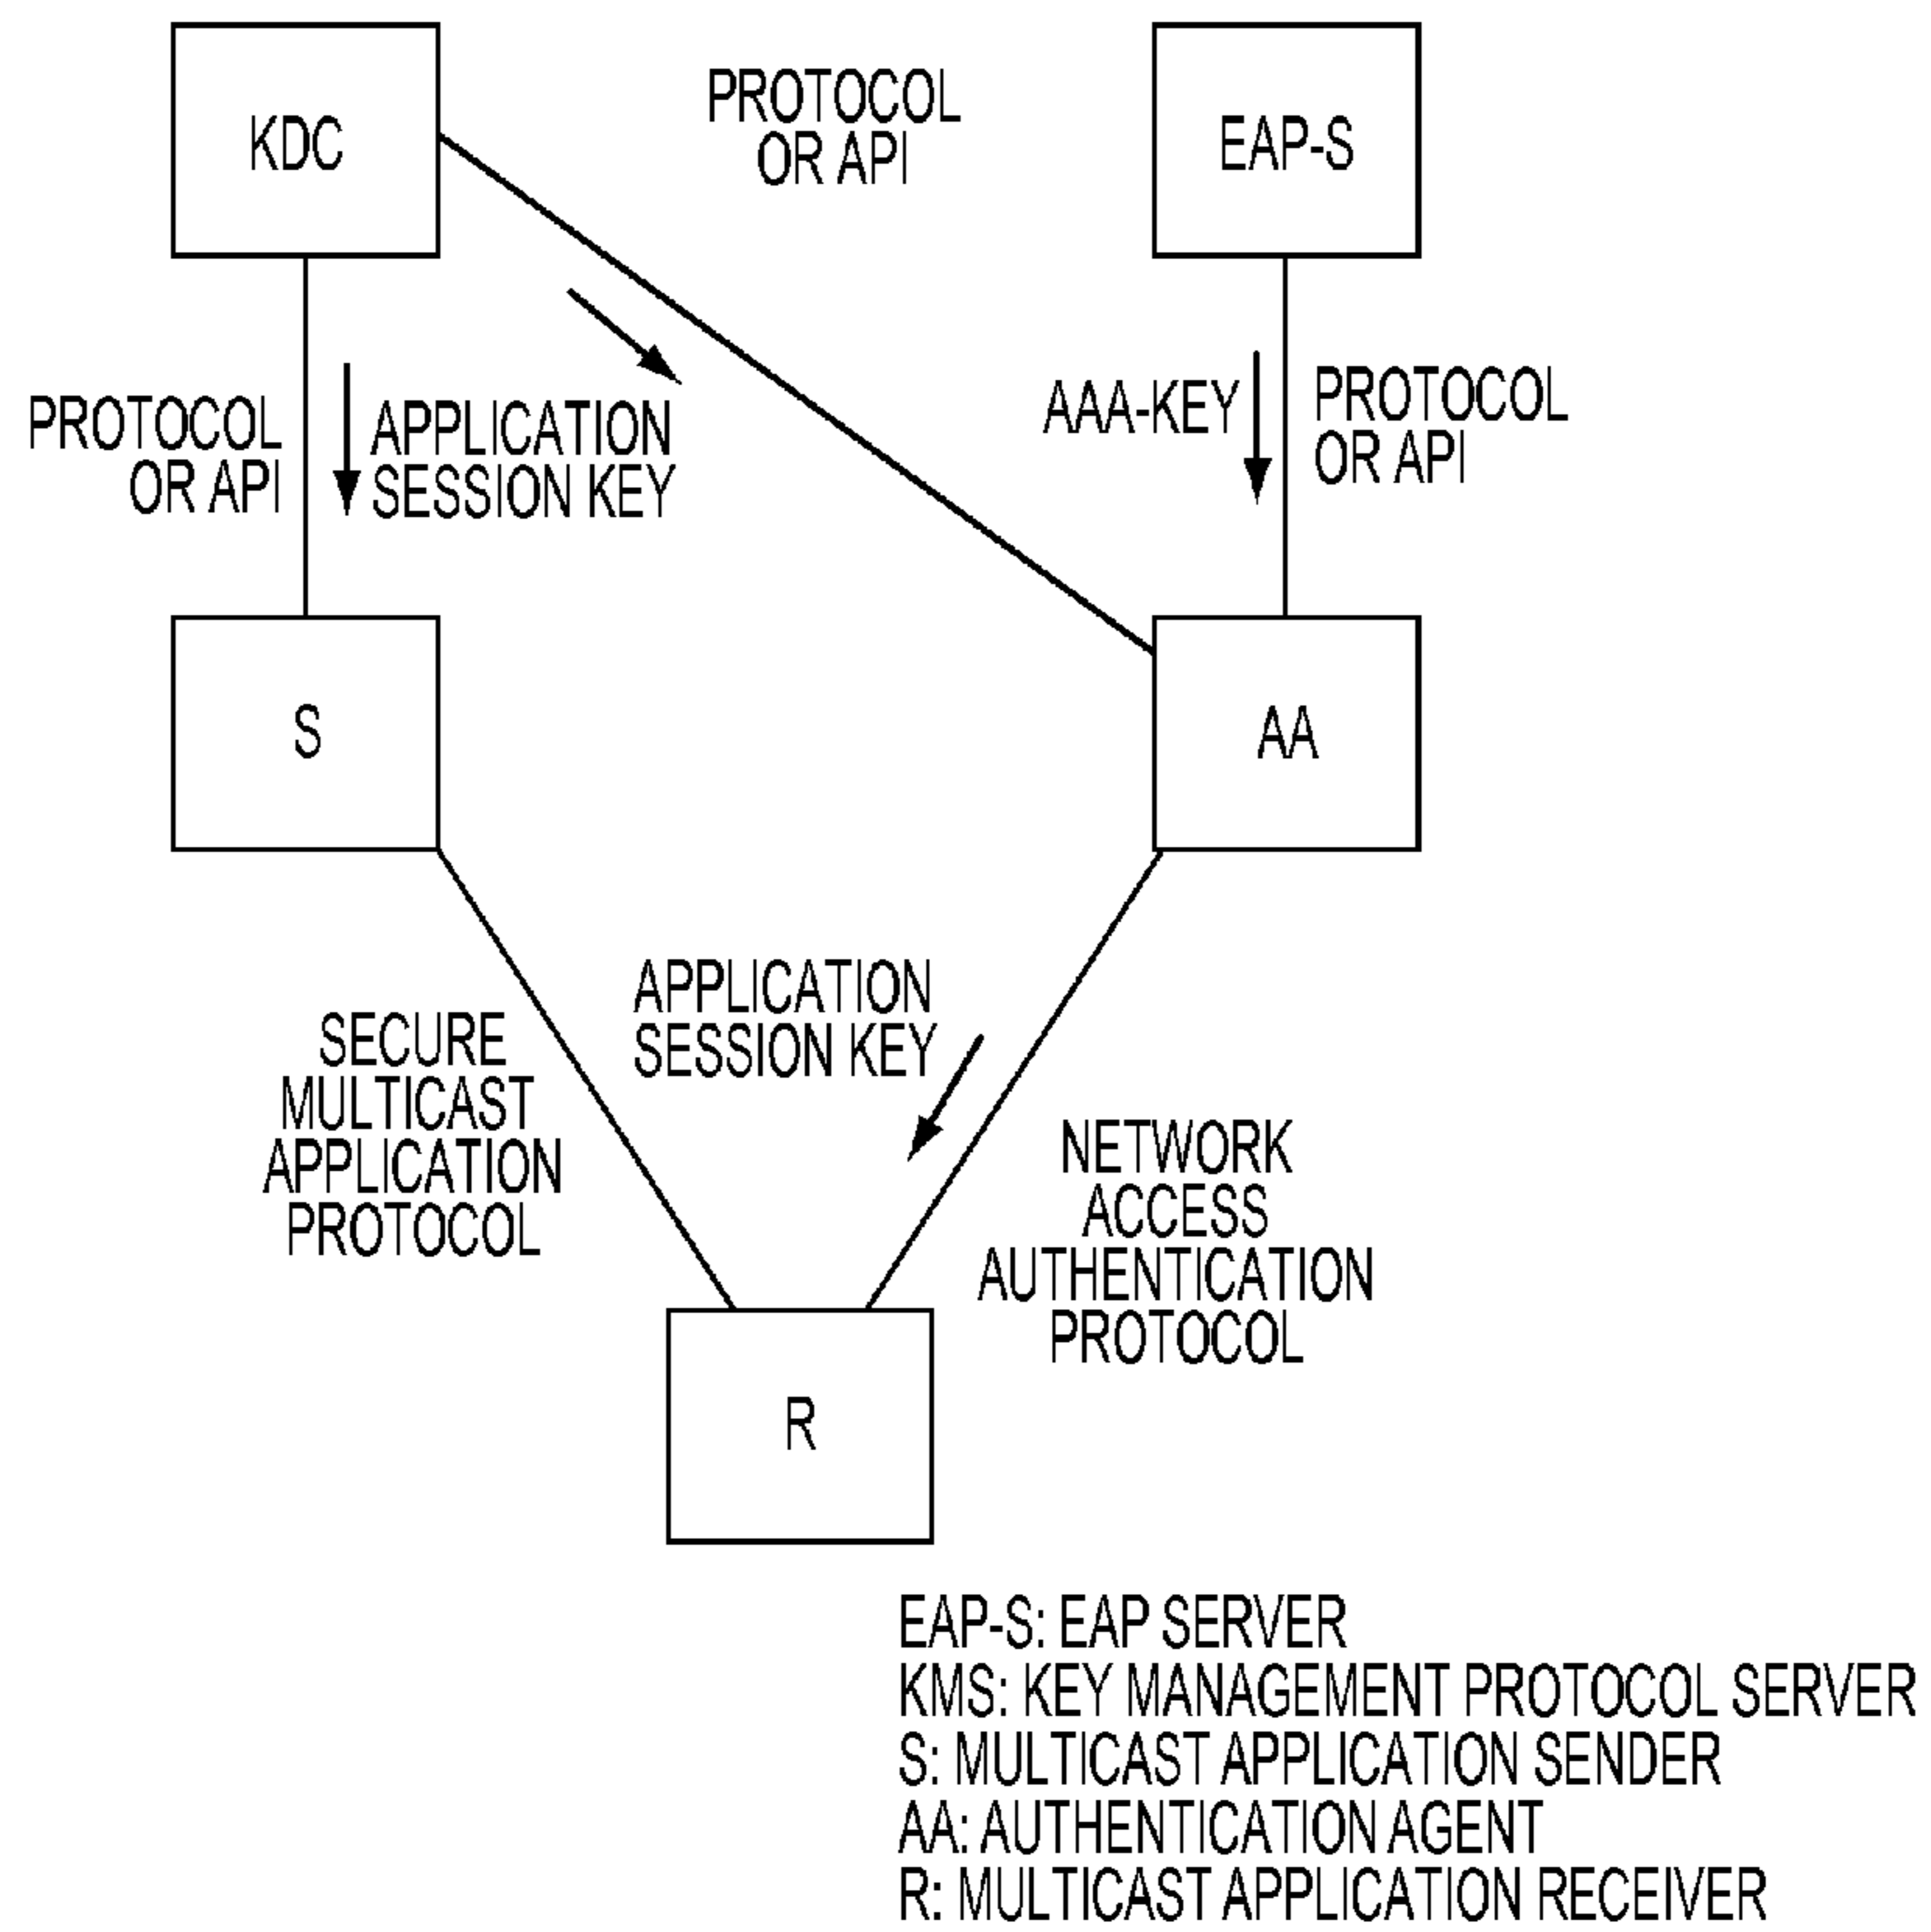 KDC
PROTOCOL
OR API
EAP-S
PROTOCOL
OR API
APPLICATION
SESSION KEY
AAA-KEY
PROTOCOL
OR API
S
AA
SECURE
MULTICAST
APPLICATION
PROTOCOL
APPLICATION
SESSION KEY
NETWORK
ACCESS
AUTHENTICATION
PROTOCOL
R
EAP-S: EAP SERVER
KMS: KEY MANAGEMENT PROTOCOL SERVER
S: MULTICAST APPLICATION SENDER
AA: AUTHENTICATION AGENT
R: MULTICAST APPLICATION RECEIVER